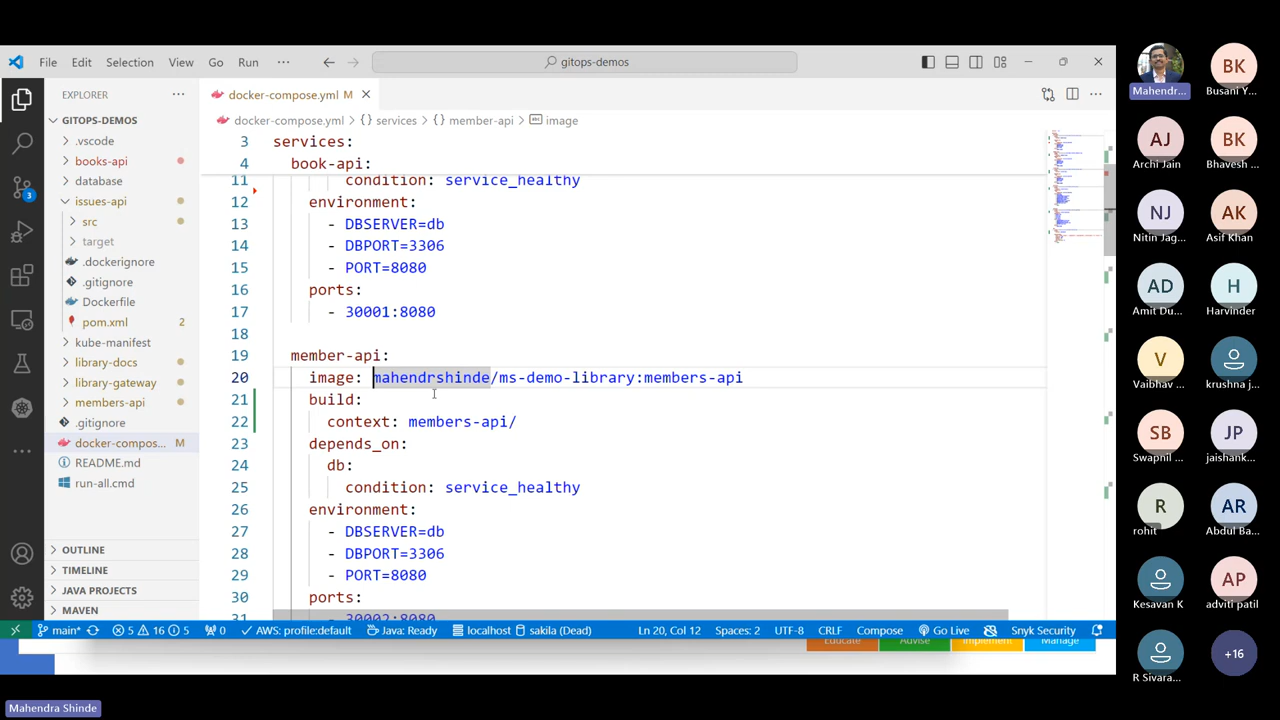 File Edit Selection View Go Run ··· gitops-demos
EXPLORER ···
GITOPS-DEMOS
.vscode
books-api
database
issues-api
src
target
.dockerignore
.gitignore
Dockerfile
pom.xml 2
kube-manifest
library-docs
library-gateway
members-api
.gitignore
docker-compos... M
README.md
run-all.cmd
OUTLINE
TIMELINE
JAVA PROJECTS
MAVEN
3
docker-compose.yml M
docker-compose.yml > {} services > {} member-api > image
3 services:
4 book-api:
11 condition: service_healthy
12 environment:
13 - DBSERVER=db
14 - DBPORT=3306
15 - PORT=8080
16 ports:
17 - 30001:8080
18
19 member-api:
20 image: mahendrshinde/ms-demo-library:members-api
21 build:
22 context: members-api/
23 depends_on:
24 db:
25 condition: service_healthy
26 environment:
27 - DBSERVER=db
28 - DBPORT=3306
29 - PORT=8080
30 ports:
31 - 30002:8080
main* 5 16 5 0 AWS: profile:default Java: Ready localhost sakila (Dead) Ln 20, Col 12 Spaces: 2 UTF-8 CRLF Compose Go Live Snyk Security
Educate Advise Implement Manage
Mahendr... BK Busani Y...
AJ Archi Jain BK Bhavesh ...
NJ Nitin Jag... AK Asif Khan
AD Amit Du... H Harvinder
V Vaibhav ... krushna j...
SB Swapnil ... JP jaishank...
R rohit AR Abdul Ba...
Kesavan K AP adviti patil
R Sivara... +16
Mahendra Shinde